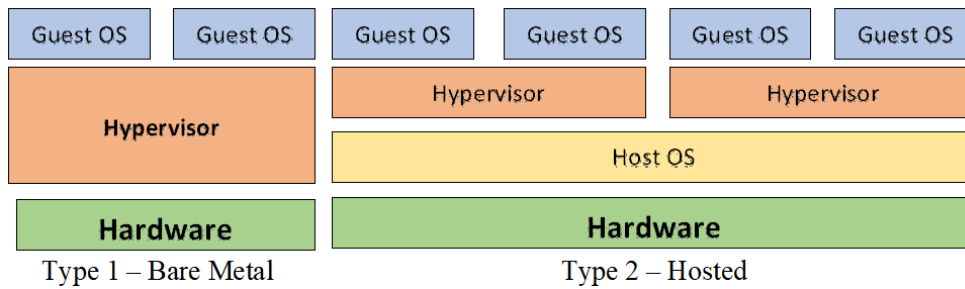 Guest OS Guest OS Guest OS Guest OS Guest OS Guest OS
Hypervisor Hypervisor Hypervisor
Host OS
Hardware Hardware
Type 1 – Bare Metal Type 2 – Hosted